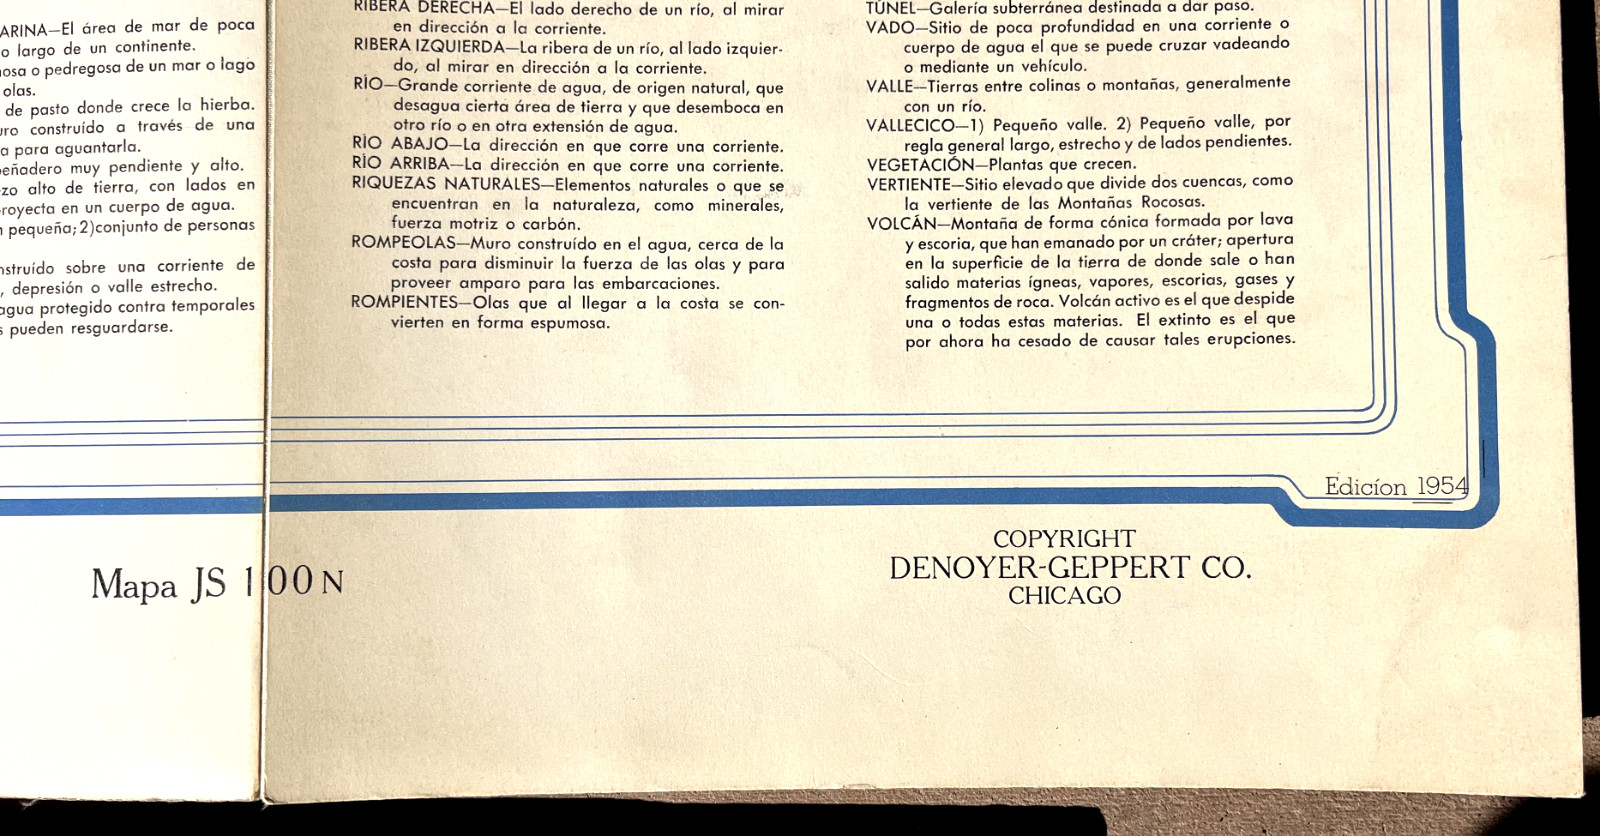 ARINA—El área de mar de poca
o largo de un continente.
osa o pedregosa de un mar o lago
olas.
de pasto donde crece la hierba.
uro construído a través de una
a para aguantarla.
eñadero muy pendiente y alto.
zo alto de tierra, con lados en
royecta en un cuerpo de agua.
pequeña; 2)conjunto de personas
nstruído sobre una corriente de
, depresión o valle estrecho.
agua protegido contra temporales
s pueden resguardarse.
RIBERA DERECHA—El lado derecho de un río, al mirar
en dirección a la corriente.
RIBERA IZQUIERDA—La ribera de un río, al lado izquier-
do, al mirar en dirección a la corriente.
RÍO—Grande corriente de agua, de origen natural, que
desagua cierta área de tierra y que desemboca en
otro río o en otra extensión de agua.
RÍO ABAJO—La dirección en que corre una corriente.
RÍO ARRIBA—La dirección en que corre una corriente.
RIQUEZAS NATURALES—Elementos naturales o que se
encuentran en la naturaleza, como minerales,
fuerza motriz o carbón.
ROMPEOLAS—Muro construído en el agua, cerca de la
costa para disminuir la fuerza de las olas y para
proveer amparo para las embarcaciones.
ROMPIENTES—Olas que al llegar a la costa se con-
vierten en forma espumosa.
TÚNEL—Galería subterránea destinada a dar paso.
VADO—Sitio de poca profundidad en una corriente o
cuerpo de agua el que se puede cruzar vadeando
o mediante un vehículo.
VALLE—Tierras entre colinas o montañas, generalmente
con un río.
VALLECICO—1) Pequeño valle. 2) Pequeño valle, por
regla general largo, estrecho y de lados pendientes.
VEGETACIÓN—Plantas que crecen.
VERTIENTE—Sitio elevado que divide dos cuencas, como
la vertiente de las Montañas Rocosas.
VOLCÁN—Montaña de forma cónica formada por lava
y escoria, que han emanado por un cráter; apertura
en la superficie de la tierra de donde sale o han
salido materias ígneas, vapores, escorias, gases y
fragmentos de roca. Volcán activo es el que despide
una o todas estas materias. El extinto es el que
por ahora ha cesado de causar tales erupciones.
Edicíon 1954
Mapa JS 100 N
COPYRIGHT
DENOYER-GEPPERT CO.
CHICAGO